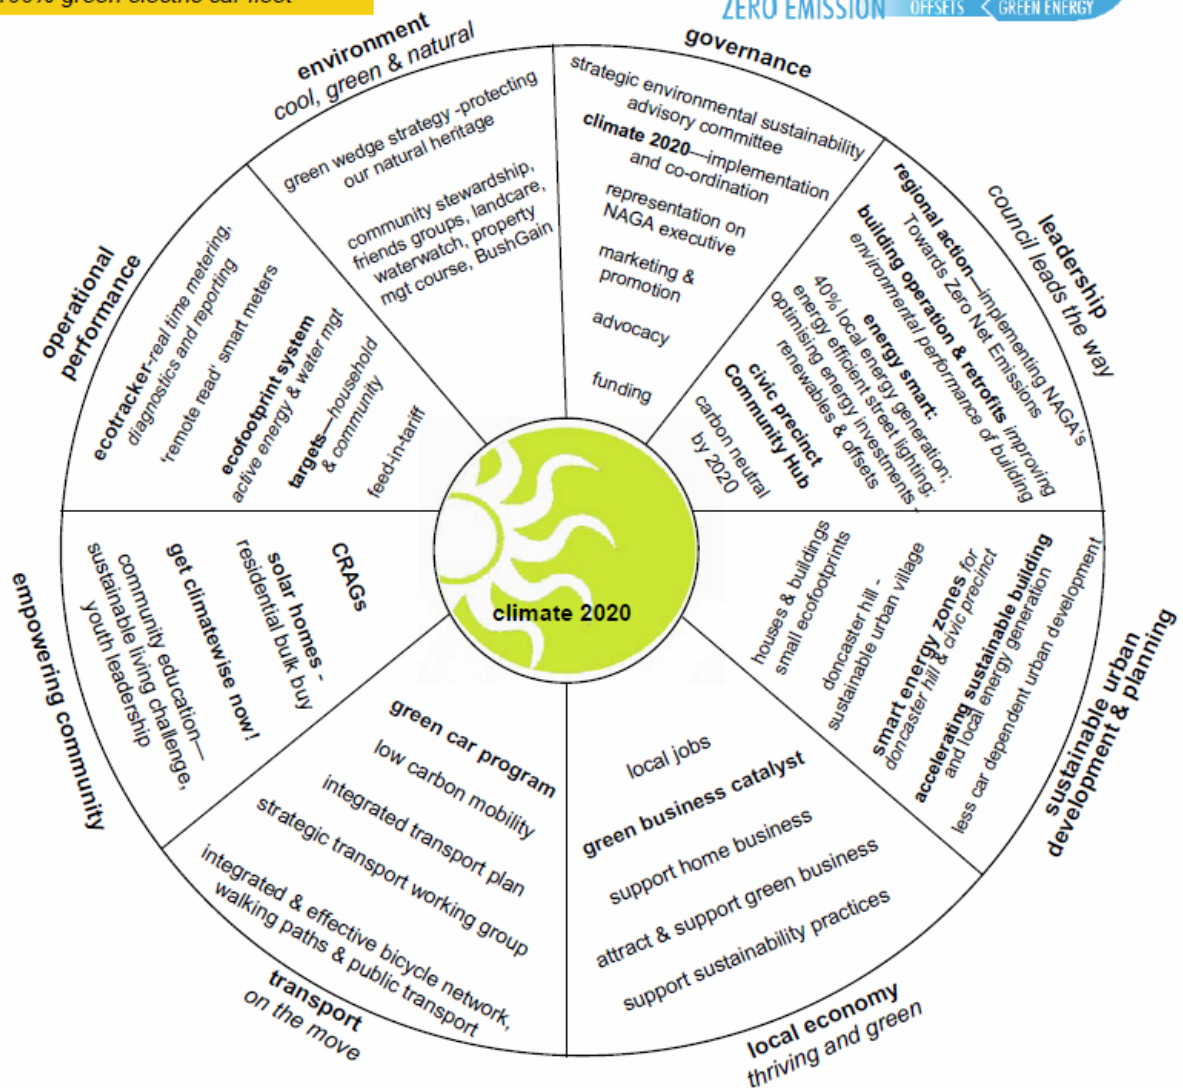 100% green electric car fleet
ZERO EMISSION
OFFSETS
GREEN ENERGY
environment
cool, green & natural
green wedge strategy -protecting
our natural heritage
community stewardship,
friends groups, landcare,
waterwatch, property
mgt course, BushGain
governance
strategic environmental sustainability
advisory committee
climate 2020—implementation
and co-ordination
representation on
NAGA executive
marketing &
promotion
advocacy
funding
leadership
council leads the way
regional action—implementing NAGA's
Towards Zero Net Emissions
building operation & retrofits improving
environmental performance of building
energy smart:
40% local energy generation;
energy efficient street lighting;
optimising energy investments -
renewables & offsets
civic precinct
Community Hub
carbon neutral
by 2020
sustainable urban
development & planning
houses & buildings
small ecofootprints
doncaster hill -
sustainable urban village
smart energy zones for
doncaster hill & civic precinct
accelerating sustainable building
and local energy generation
less car dependent urban development
local economy
thriving and green
local jobs
green business catalyst
support home business
attract & support green business
support sustainability practices
transport
on the move
green car program
low carbon mobility
integrated transport plan
strategic transport working group
integrated & effective bicycle network,
walking paths & public transport
empowering community
CRAGs
solar homes -
residential bulk buy
get climatewise now!
community education—
sustainable living challenge,
youth leadership
operational
performance
ecotracker-real time metering,
diagnostics and reporting
'remote read' smart meters
ecofootprint system
active energy & water mgt
targets—household
& community
feed-in-tariff
climate 2020